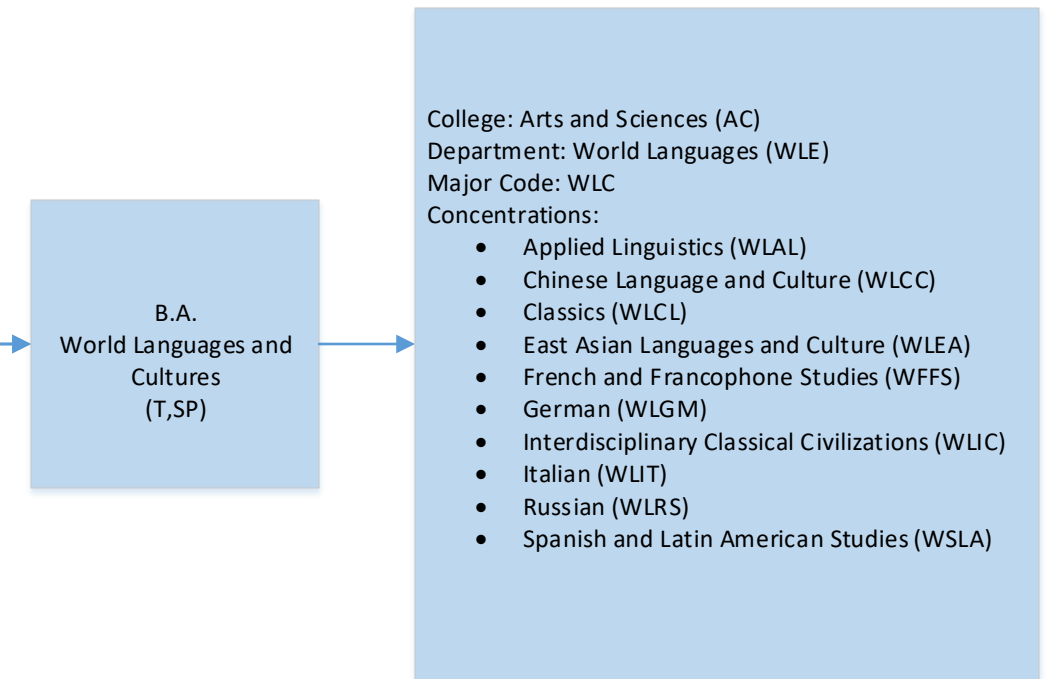 B.A.
World Languages and
Cultures
(T,SP)
College: Arts and Sciences (AC)
Department: World Languages (WLE)
Major Code: WLC
Concentrations:
• Applied Linguistics (WLAL)
• Chinese Language and Culture (WLCC)
• Classics (WLCL)
• East Asian Languages and Culture (WLEA)
• French and Francophone Studies (WFFS)
• German (WLGM)
• Interdisciplinary Classical Civilizations (WLIC)
• Italian (WLIT)
• Russian (WLRS)
• Spanish and Latin American Studies (WSLA)